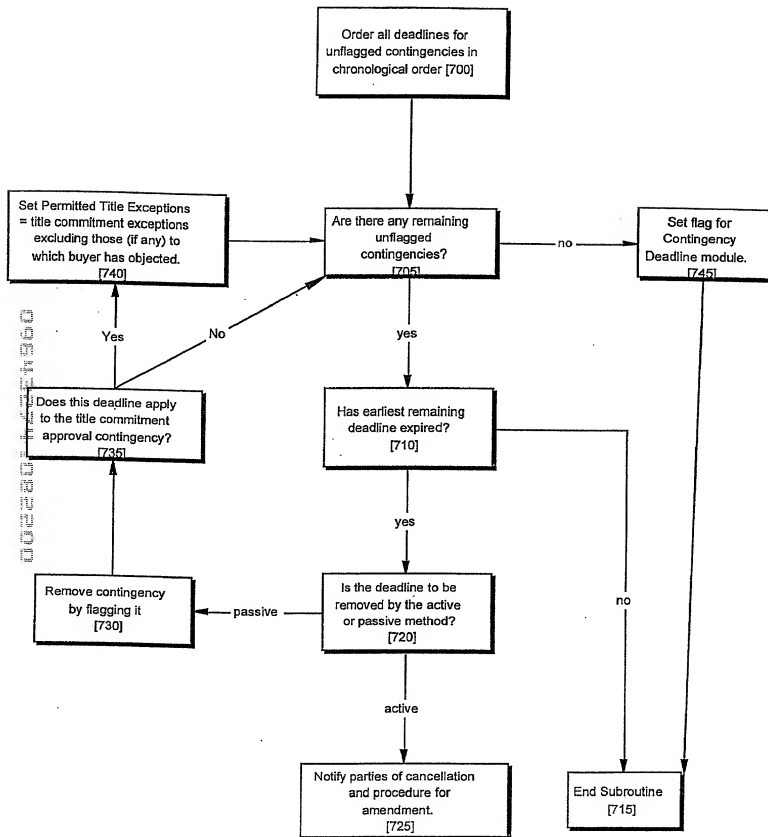 Order all deadlines for
unflagged contingencies in
chronological order [700]
Set Permitted Title Exceptions
= title commitment exceptions
excluding those (if any) to
which buyer has objected.
[740]
Are there any remaining
unflagged
contingencies?
[705]
no
Set flag for
Contingency
Deadline module.
[745]
Yes
No
yes
Does this deadline apply
to the title commitment
approval contingency?
[735]
Has earliest remaining
deadline expired?
[710]
yes
Remove contingency
by flagging it
[730]
passive
Is the deadline to be
removed by the active
or passive method?
[720]
no
active
Notify parties of cancellation
and procedure for
amendment.
[725]
End Subroutine
[715]